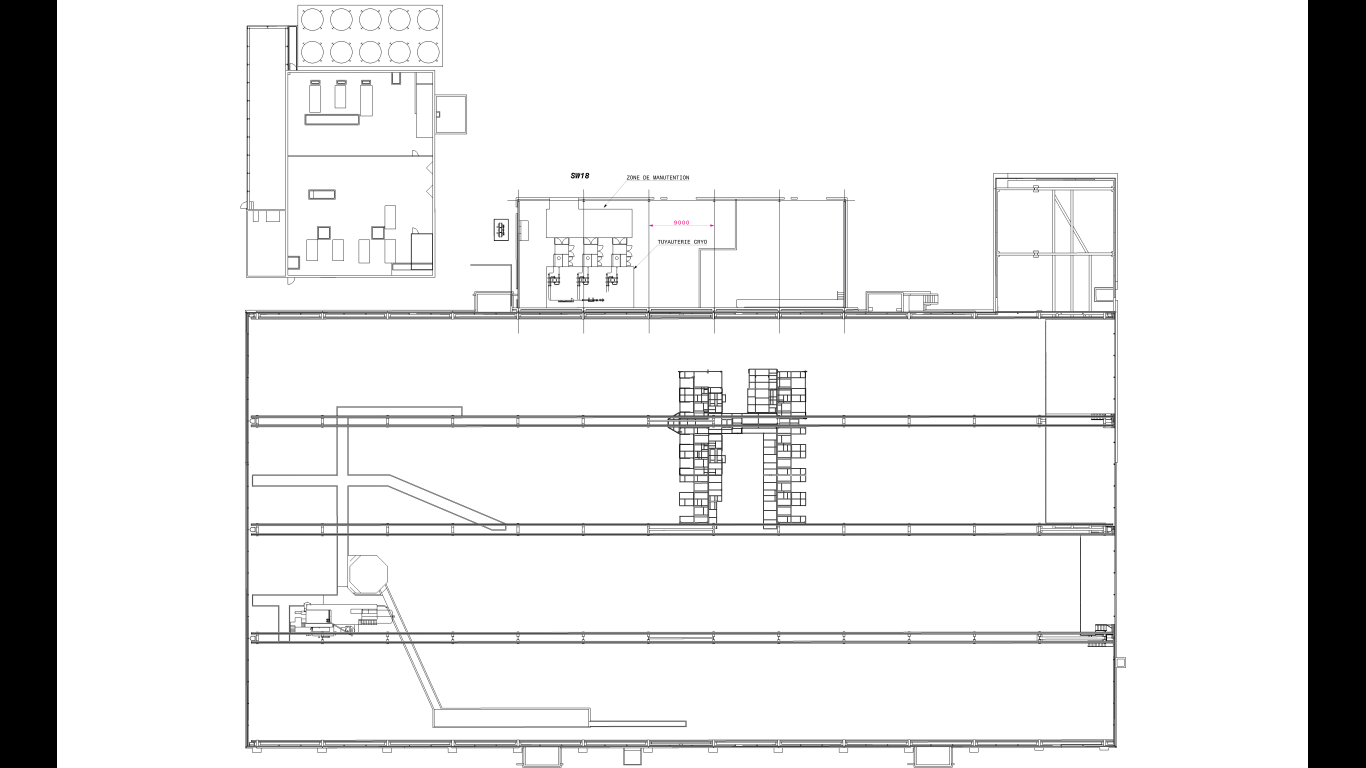 SW18
ZONE DE MANUTENTION
9000
TUYAUTERIE CRYO